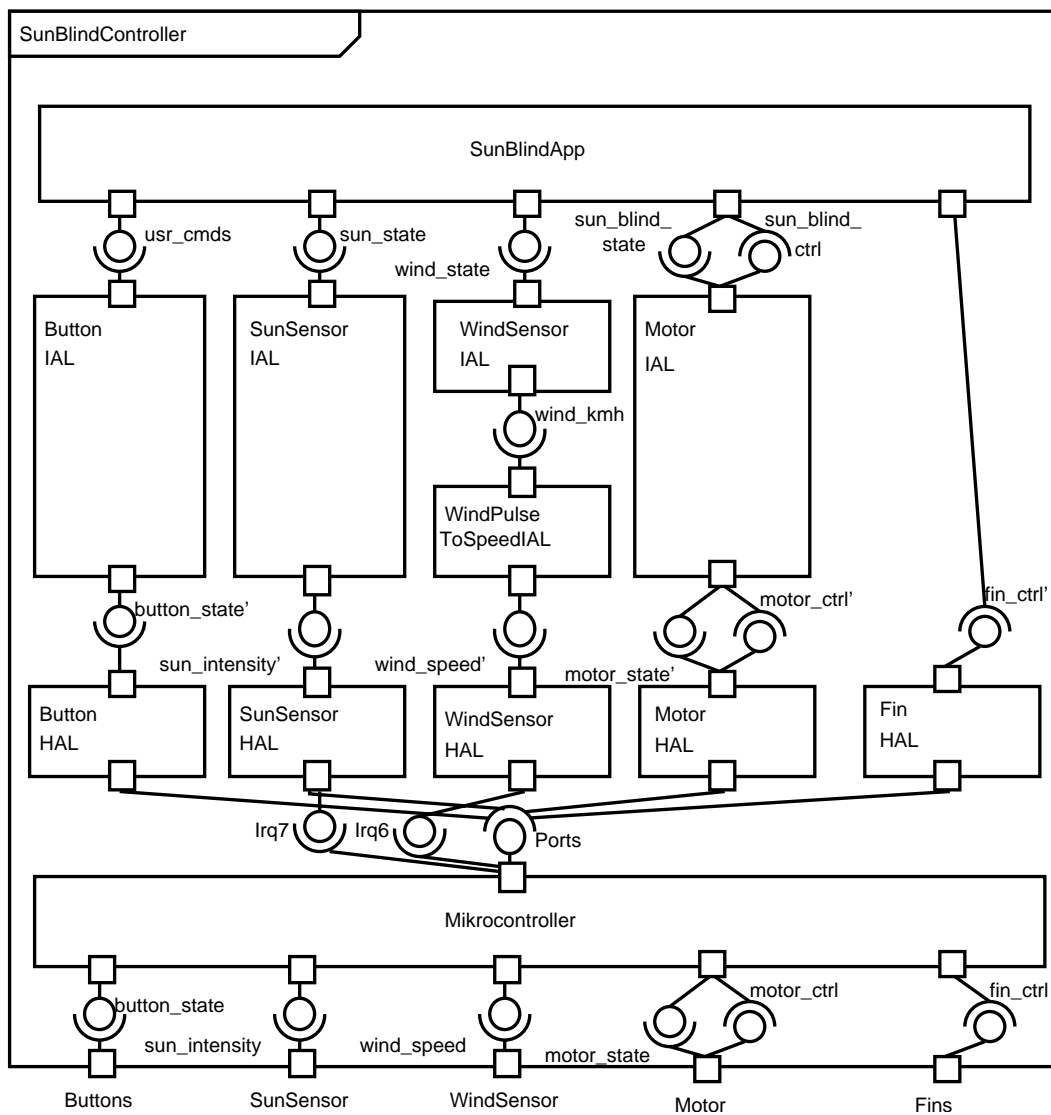 SunBlindController
SunBlindApp
usr_cmds
sun_state
wind_state
sun_blind_
state
sun_blind_
ctrl
Button
IAL
SunSensor
IAL
WindSensor
IAL
Motor
IAL
wind_kmh
WindPulse
ToSpeedIAL
button_state’
sun_intensity’
wind_speed’
motor_ctrl’
motor_state’
fin_ctrl’
Button
HAL
SunSensor
HAL
WindSensor
HAL
Motor
HAL
Fin
HAL
Irq7
Irq6
Ports
Mikrocontroller
button_state
sun_intensity
wind_speed
motor_ctrl
motor_state
fin_ctrl
Buttons
SunSensor
WindSensor
Motor
Fins